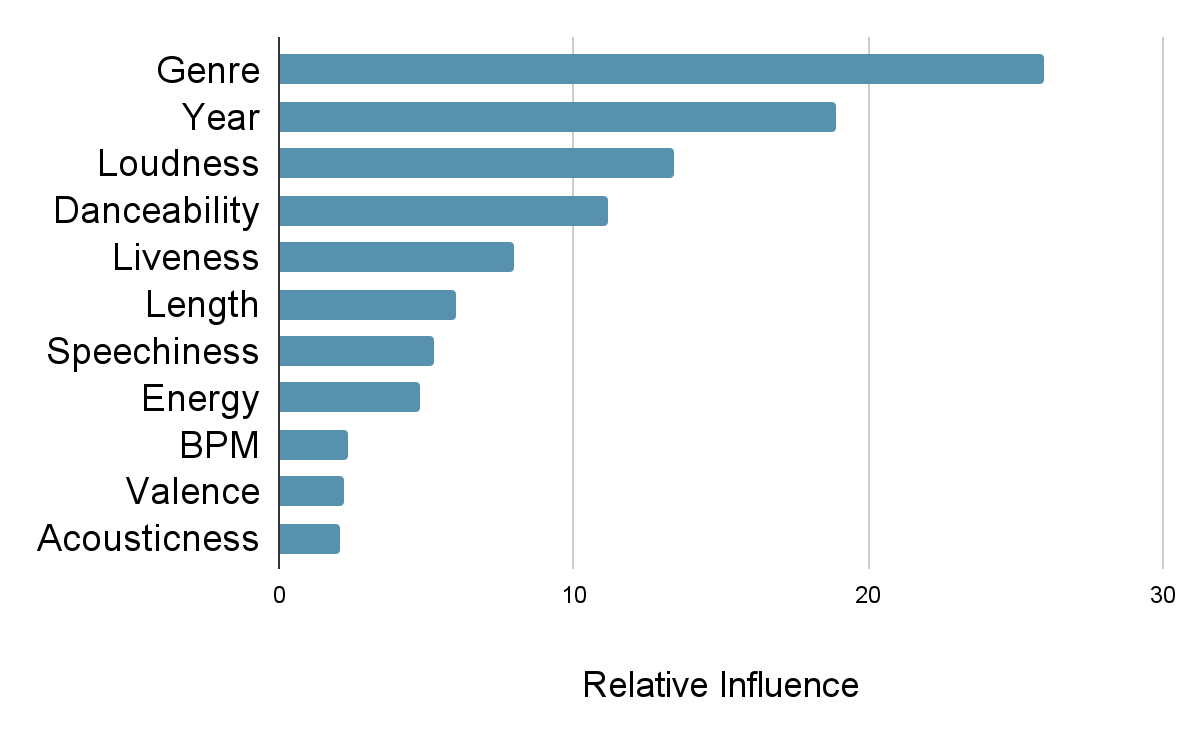 Genre
Year
Loudness
Danceability
Liveness
Length
Speechiness
Energy
BPM
Valence
Acousticness
0 10 20 30
Relative Influence